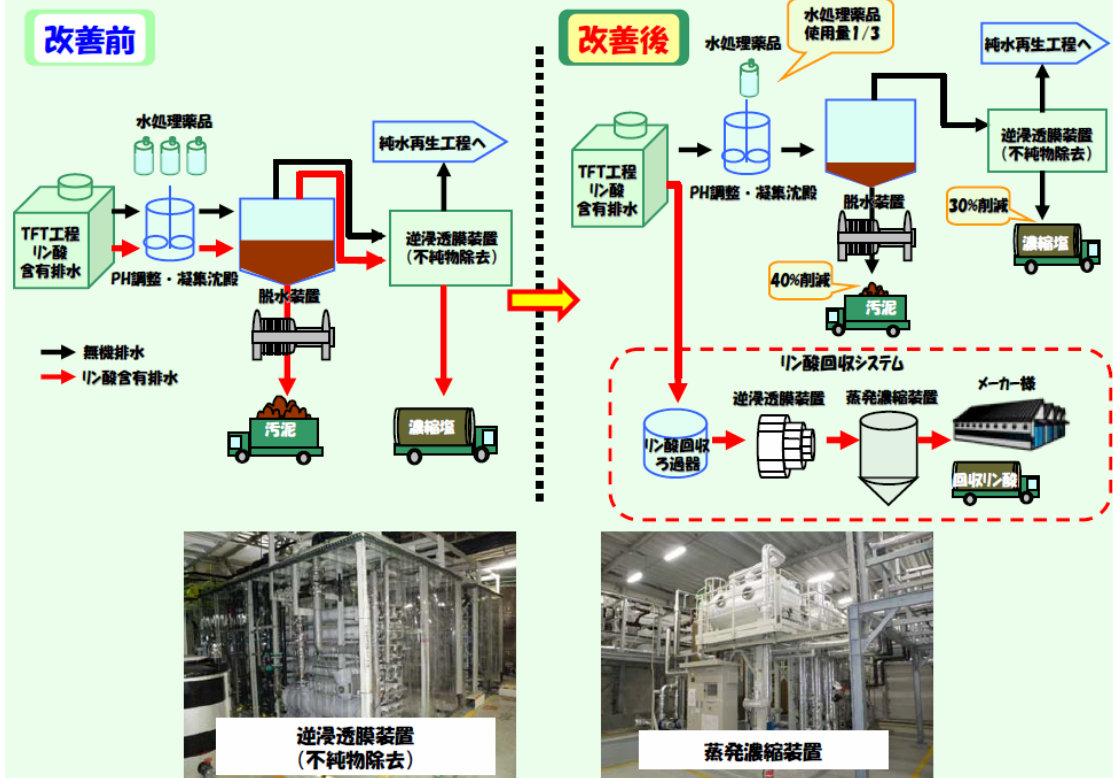 改善前
水処理薬品
TFT工程
リン酸
含有排水
PH調整・凝集沈殿
純水再生工程へ
逆浸透膜装置
(不純物除去)
脱水装置
無機排水
リン酸含有排水
汚泥
濃縮塩
改善後
水処理薬品
水処理薬品
使用量1/3
TFT工程
リン酸
含有排水
PH調整・凝集沈殿
純水再生工程へ
逆浸透膜装置
(不純物除去)
脱水装置
30%削減
濃縮塩
40%削減
汚泥
リン酸回収システム
リン酸回収
ろ過器
逆浸透膜装置
蒸発濃縮装置
メーカー様
回収リン酸
逆浸透膜装置
(不純物除去)
蒸発濃縮装置